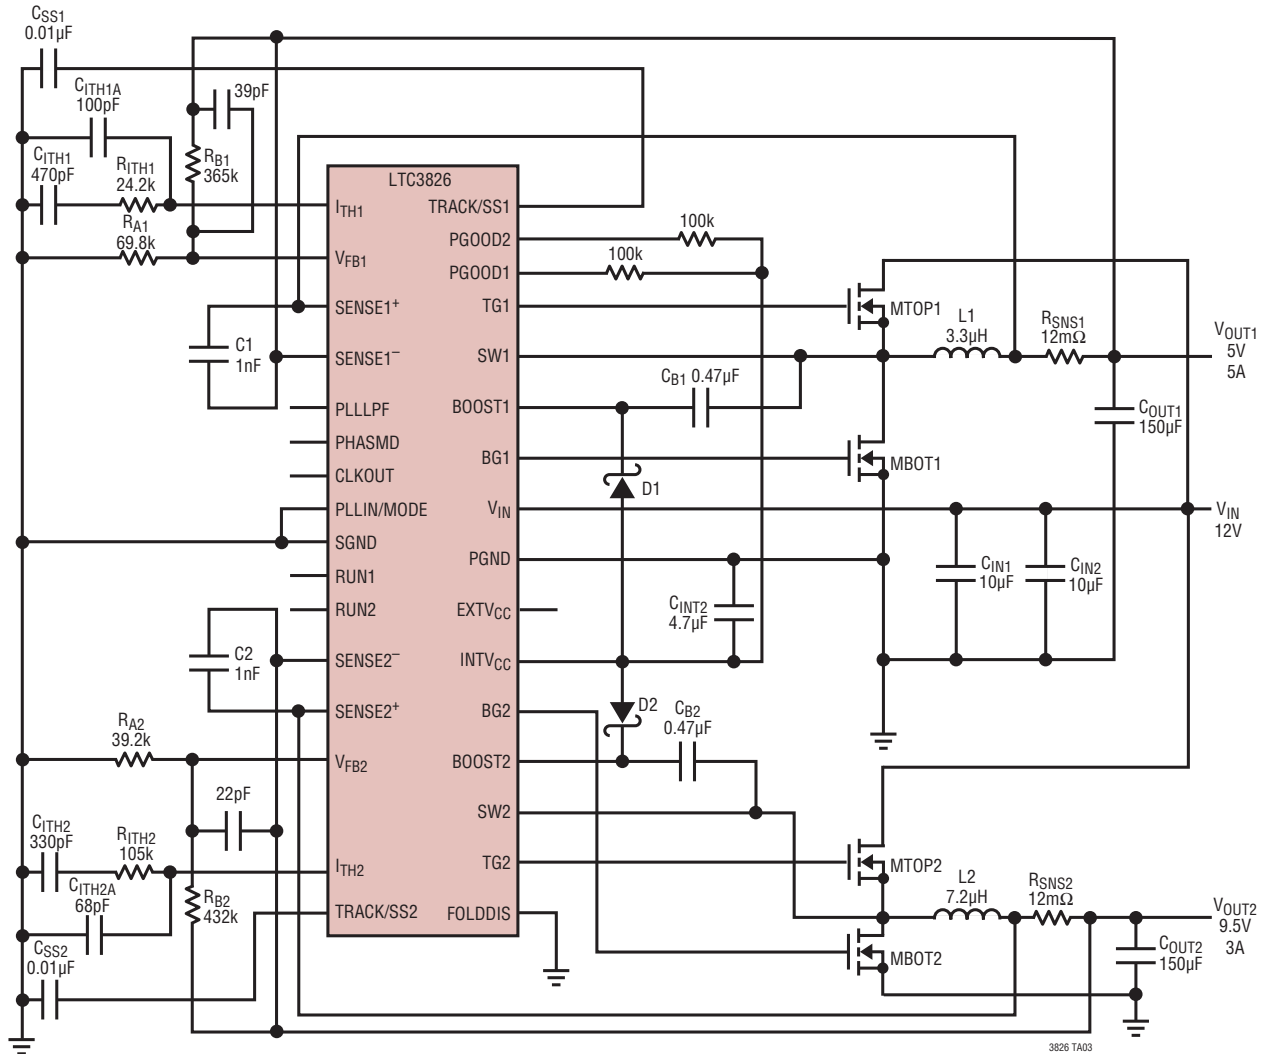 CSS1
0.01µF
CITH1A
100pF
39pF
CITH1
470pF
RITH1
24.2k
RB1
365k
RA1
69.8k
LTC3826
ITH1
VFB1
SENSE1+
SENSE1–
PLLLPF
PHASMD
CLKOUT
PLLIN/MODE
SGND
RUN1
RUN2
SENSE2–
SENSE2+
VFB2
ITH2
TRACK/SS2
TRACK/SS1
PGOOD2
PGOOD1
TG1
SW1
BOOST1
BG1
VIN
PGND
EXTVCC
INTVCC
BG2
BOOST2
SW2
TG2
FOLDDIS
C1
1nF
C2
1nF
RA2
39.2k
22pF
CITH2
330pF
RITH2
105k
CITH2A
68pF
RB2
432k
CSS2
0.01µF
100k
100k
MTOP1
L1
3.3µH
RSNS1
12mΩ
VOUT1
5V
5A
CB1 0.47µF
COUT1
150µF
MBOT1
D1
VIN
12V
CIN1
10µF
CIN2
10µF
CINT2
4.7µF
D2
CB2
0.47µF
MTOP2
L2
7.2µH
RSNS2
12mΩ
VOUT2
9.5V
3A
MBOT2
COUT2
150µF
3826 TA03